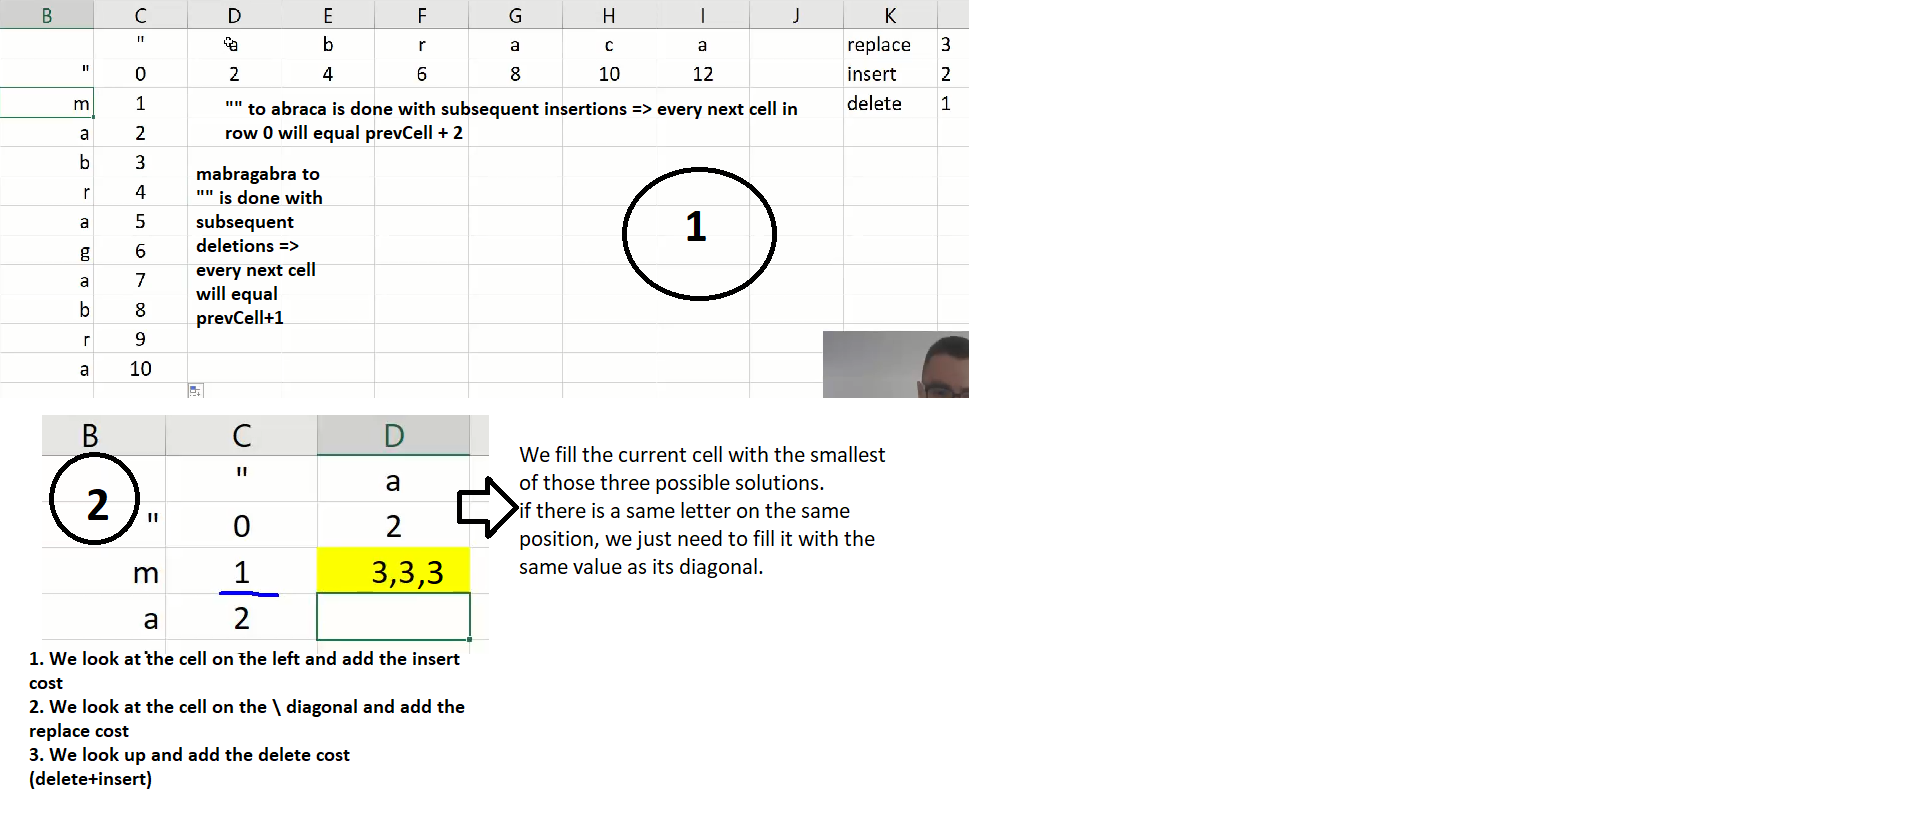 B C D E F G H I J K
" a b r a c a replace 3
" 0 2 4 6 8 10 12 insert 2
m 1 delete 1
"" to abraca is done with subsequent insertions => every next cell in
row 0 will equal prevCell + 2
a 2
b 3
r 4
a 5
g 6
a 7
b 8
r 9
a 10
mabragabra to
"" is done with
subsequent
deletions =>
every next cell
will equal
prevCell+1
1
B C D
2
" a
" 0 2
m 1 3,3,3
a 2
We fill the current cell with the smallest
of those three possible solutions.
if there is a same letter on the same
position, we just need to fill it with the
same value as its diagonal.
1. We look at the cell on the left and add the insert
cost
2. We look at the cell on the \ diagonal and add the
replace cost
3. We look up and add the delete cost
(delete+insert)